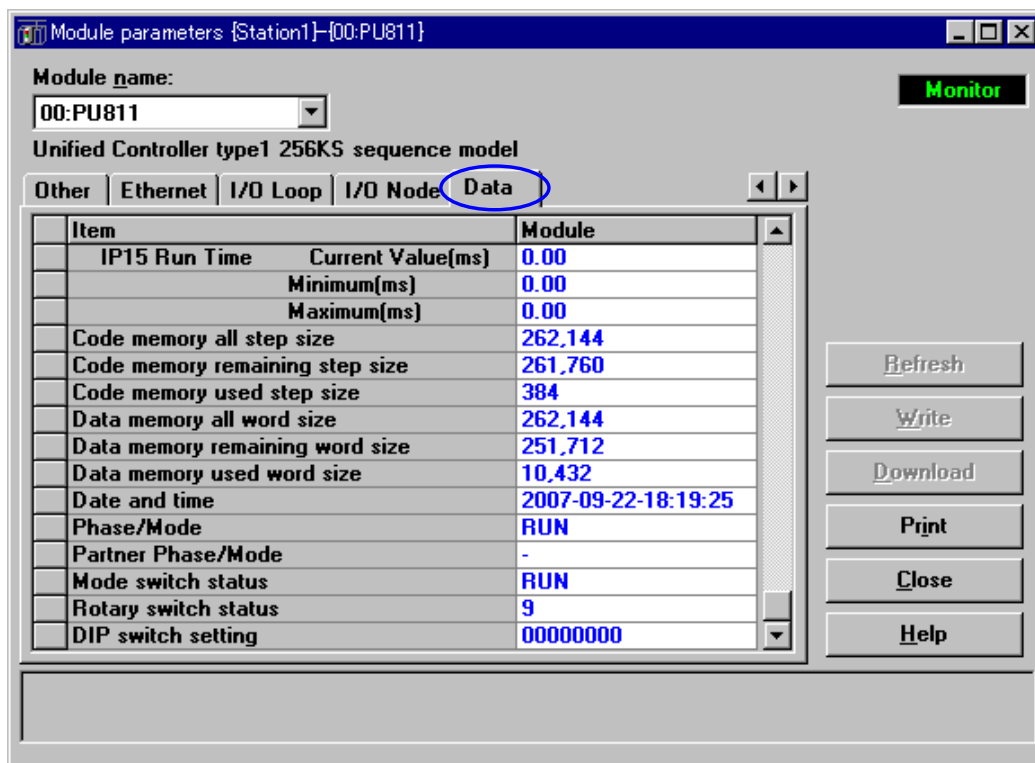 Module parameters {Station1}-{00:PU811}
Module name:
Monitor
00:PU811
Unified Controller type1 256KS sequence model
Other Ethernet I/O Loop I/O Node Data
Item Module
IP15 Run Time Current Value(ms) 0.00
Minimum(ms) 0.00
Maximum(ms) 0.00
Code memory all step size 262,144
Code memory remaining step size 261,760
Code memory used step size 384
Data memory all word size 262,144
Data memory remaining word size 251,712
Data memory used word size 10,432
Date and time 2007-09-22-18:19:25
Phase/Mode RUN
Partner Phase/Mode -
Mode switch status RUN
Rotary switch status 9
DIP switch setting 00000000
Refresh
Write
Download
Print
Close
Help